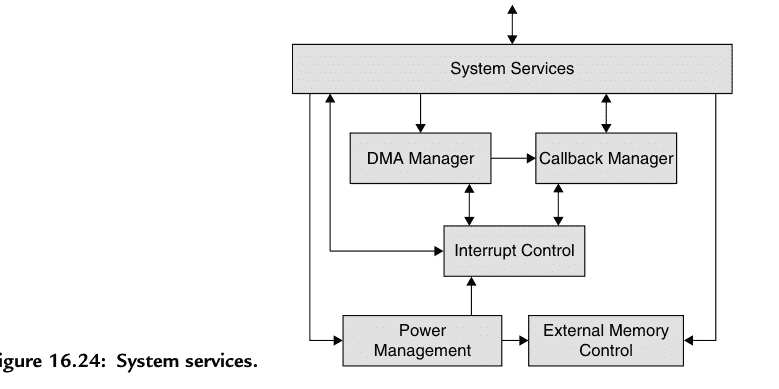 System Services
DMA Manager
Callback Manager
Interrupt Control
Power
Management
External Memory
Control
igure 16.24: System services.